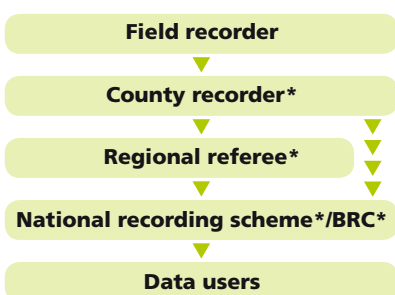 Field recorder
County recorder*
Regional referee*
National recording scheme*/BRC*
Data users